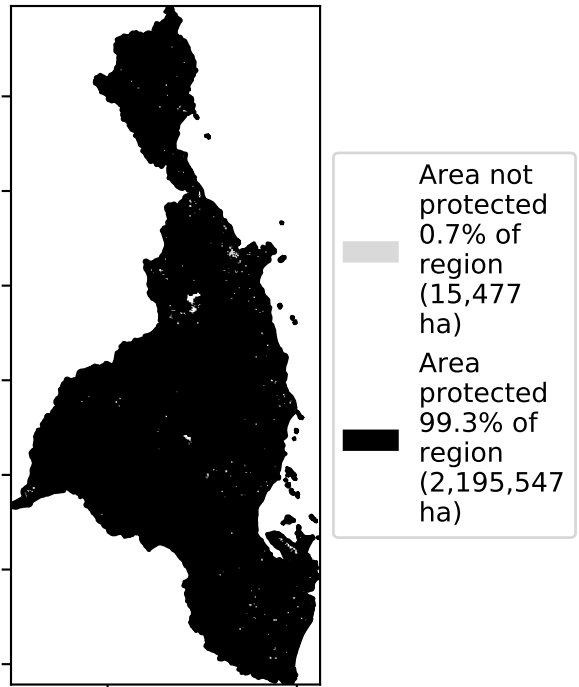 Area not
protected
0.7% of
region
(15,477
ha)
Area
protected
99.3% of
region
(2,195,547
ha)